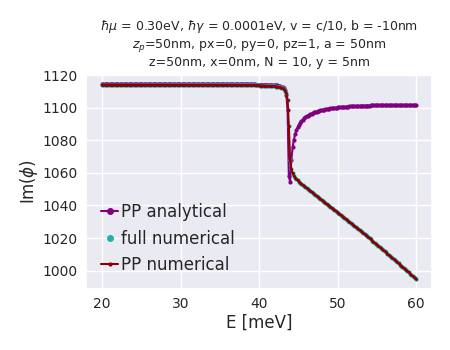 ℏμ = 0.30eV, ℏγ = 0.0001eV, v = c/10, b = -10nm
z_p=50nm, px=0, py=0, pz=1, a = 50nm
z=50nm, x=0nm, N = 10, y = 5nm
1120
1100
1080
1060
1040
1020
1000
Im(ϕ)
PP analytical
full numerical
PP numerical
20 30 40 50 60
E [meV]